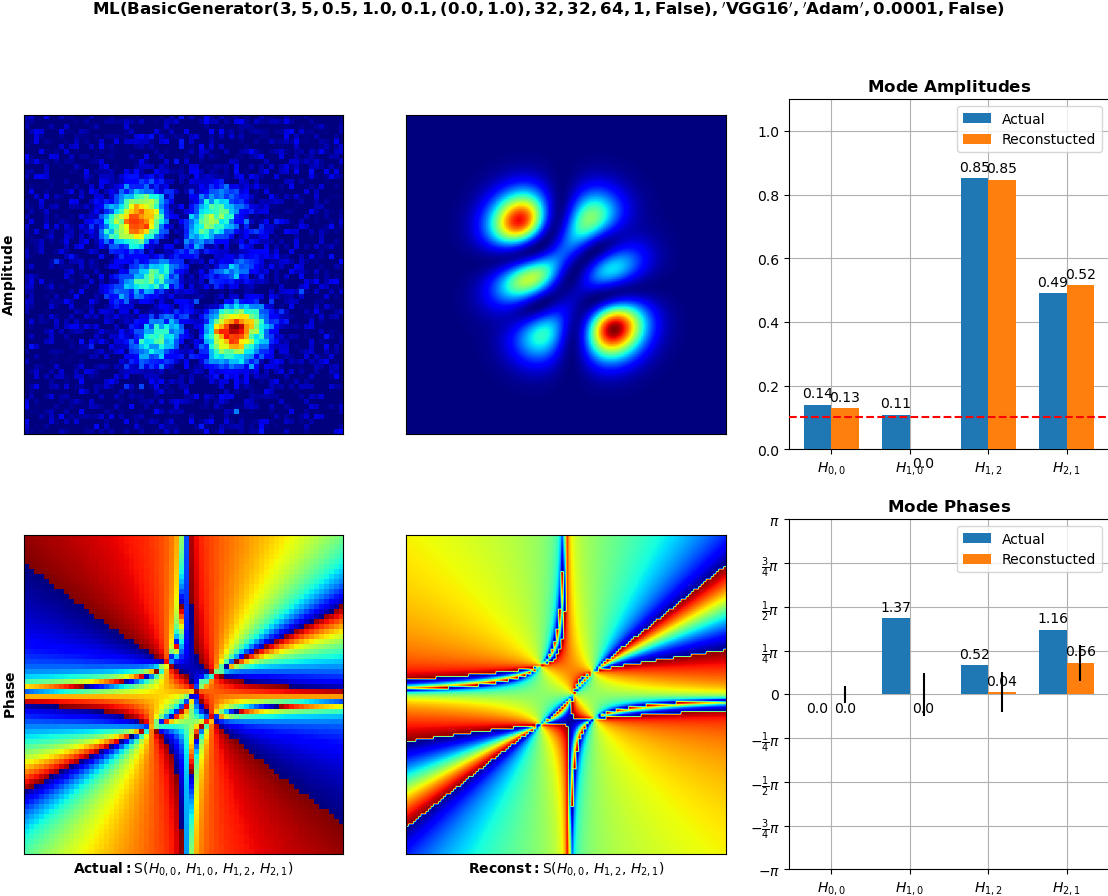 ML(BasicGenerator(3, 5, 0.5, 1.0, 0.1, (0.0, 1.0), 32, 32, 64, 1, False), 'VGG16', 'Adam', 0.0001, False)
Amplitude
Mode Amplitudes
Actual
Reconstucted
1.0
0.8
0.6
0.4
0.2
0.0
0.14
0.13
0.11
0.0
0.85
0.85
0.49
0.52
H0,0
H1,0
H1,2
H2,1
Phase
Actual: S(H0,0, H1,0, H1,2, H2,1)
Reconst: S(H0,0, H1,2, H2,1)
Mode Phases
Actual
Reconstucted
π
3/4π
1/2π
1/4π
0
−1/4π
−1/2π
−3/4π
−π
0.0
0.0
1.37
0.0
0.52
0.04
1.16
0.56
H0,0
H1,0
H1,2
H2,1